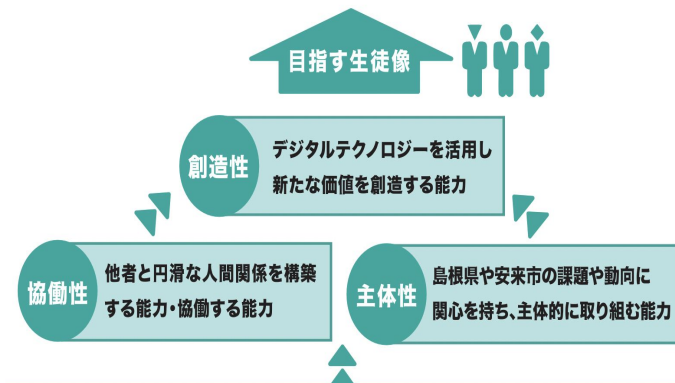 目指す生徒像
創造性
デジタルテクノロジーを活用し
新たな価値を創造する能力
協働性
他者と円滑な人間関係を構築
する能力・協働する能力
主体性
島根県や安来市の課題や動向に
関心を持ち、主体的に取り組む能力